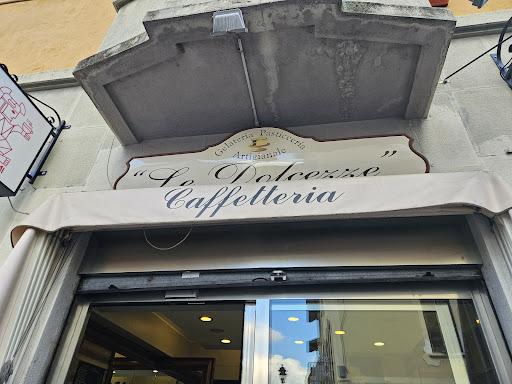 Gelateria Pasticceria
Artigianale
"Le Dolcezze"
Caffetteria